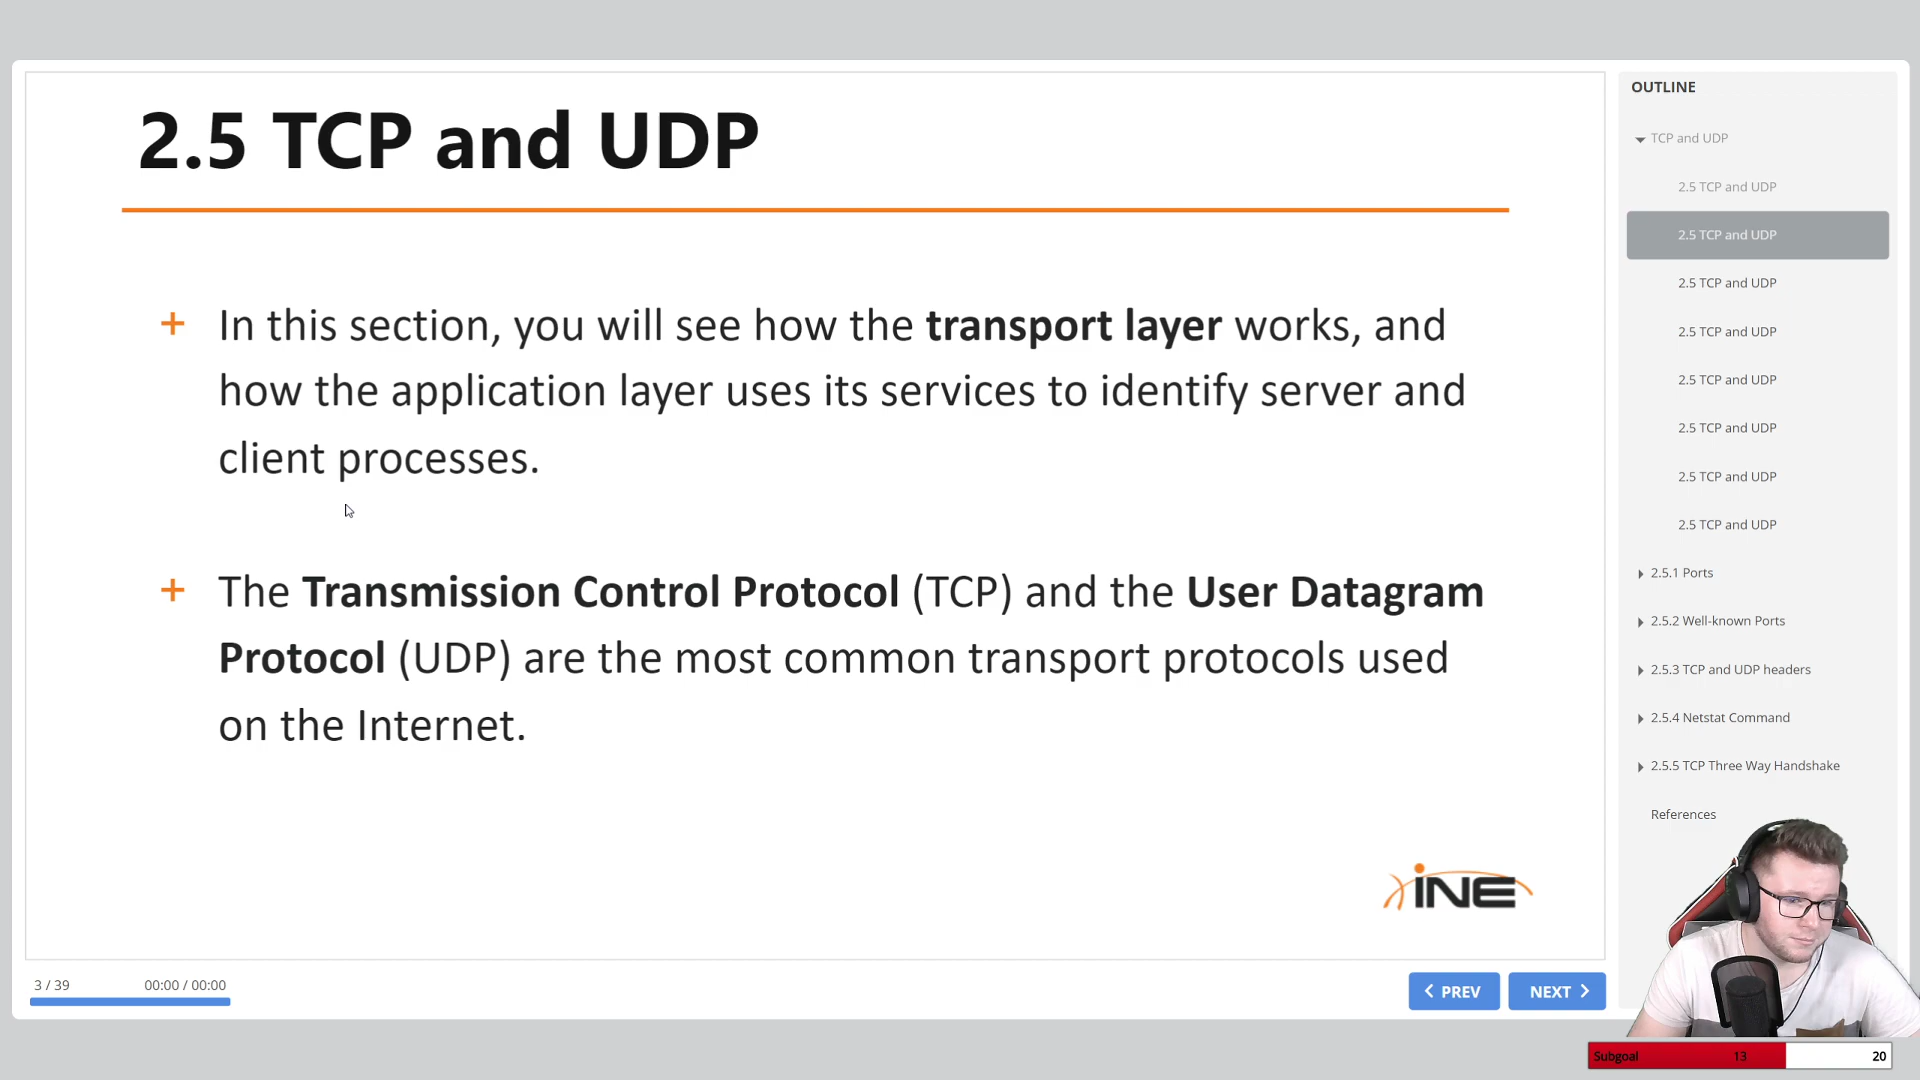 2.5 TCP and UDP
+ In this section, you will see how the transport layer works, and
how the application layer uses its services to identify server and
client processes.
+ The Transmission Control Protocol (TCP) and the User Datagram
Protocol (UDP) are the most common transport protocols used
on the Internet.
iNE
3 / 39
00:00 / 00:00
PREV
NEXT
OUTLINE
TCP and UDP
2.5 TCP and UDP
2.5 TCP and UDP
2.5 TCP and UDP
2.5 TCP and UDP
2.5 TCP and UDP
2.5 TCP and UDP
2.5 TCP and UDP
2.5 TCP and UDP
2.5.1 Ports
2.5.2 Well-known Ports
2.5.3 TCP and UDP headers
2.5.4 Netstat Command
2.5.5 TCP Three Way Handshake
References
Subgoal 13 20